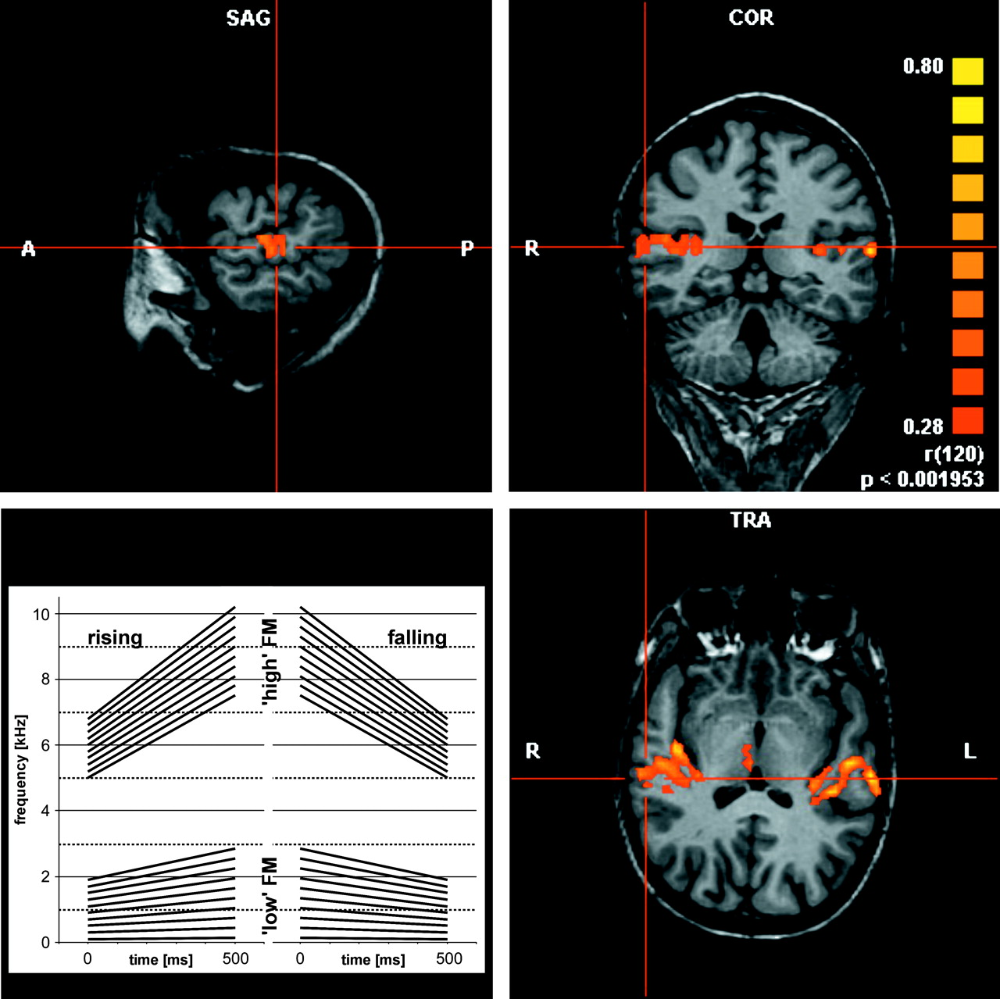 SAG
A
P
COR
R
0.80
0.28
r(120)
p < 0.001953
10
8
6
4
2
0
frequency [kHz]
rising
falling
'high' FM
'low' FM
0
time [ms]
500
0
time [ms]
500
TRA
R
L